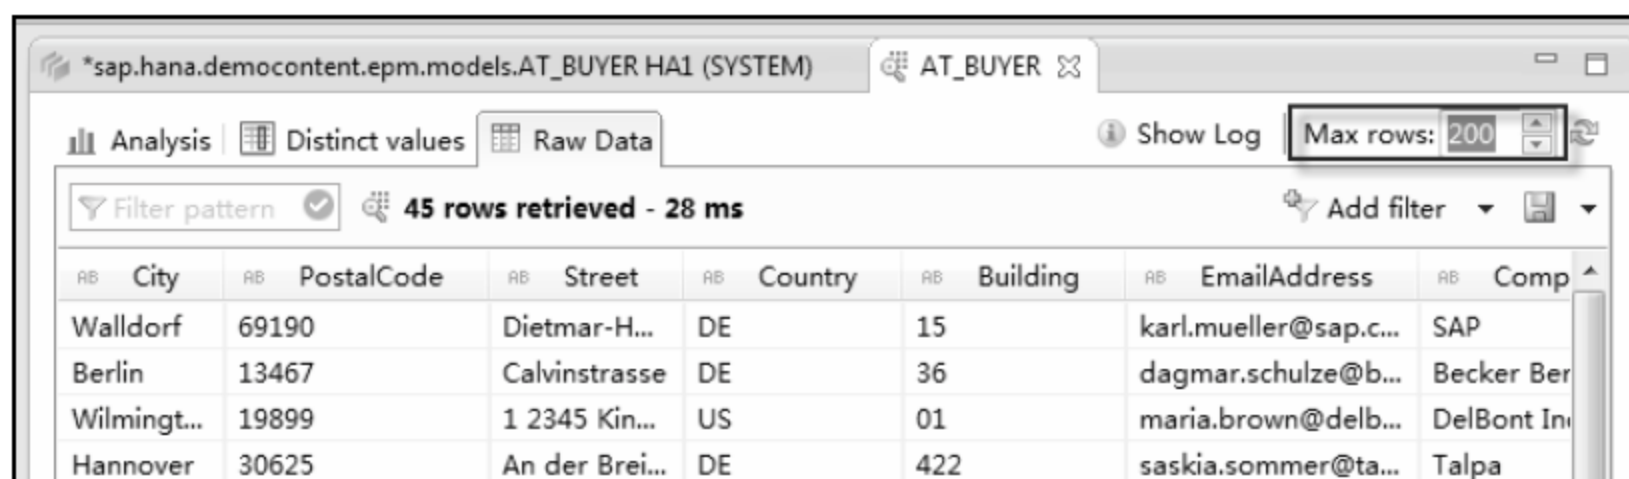 *sap.hana.democontent.epm.models.AT_BUYER HA1 (SYSTEM) AT_BUYER
Analysis Distinct values Raw Data Show Log Max rows: 200
Filter pattern 45 rows retrieved - 28 ms Add filter
AB City AB PostalCode AB Street AB Country AB Building AB EmailAddress AB Comp
Walldorf 69190 Dietmar-H... DE 15 karl.mueller@sap.c... SAP
Berlin 13467 Calvinstrasse DE 36 dagmar.schulze@b... Becker Ber
Wilmingt... 19899 1 2345 Kin... US 01 maria.brown@delb... DelBont In
Hannover 30625 An der Brei... DE 422 saskia.sommer@ta... Talpa